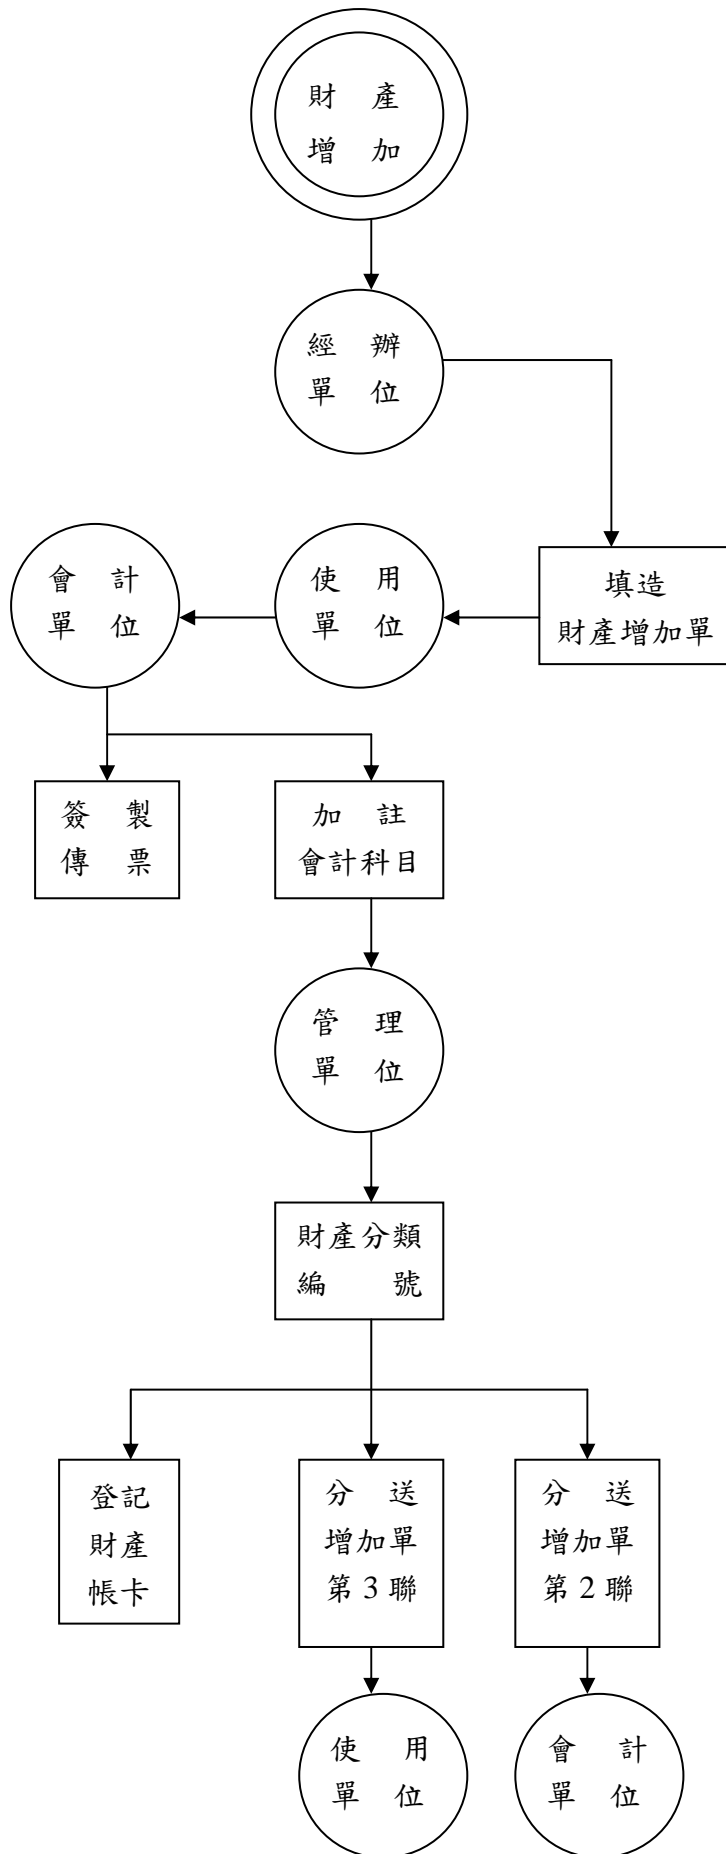 財 產
增 加
經 辦
單 位
會 計
單 位
使 用
單 位
填造
財產增加單
簽 製
傳 票
加 註
會計科目
管 理
單 位
財產分類
編 號
登記
財產
帳卡
分 送
增加單
第 3 聯
分 送
增加單
第 2 聯
使 用
單 位
會 計
單 位